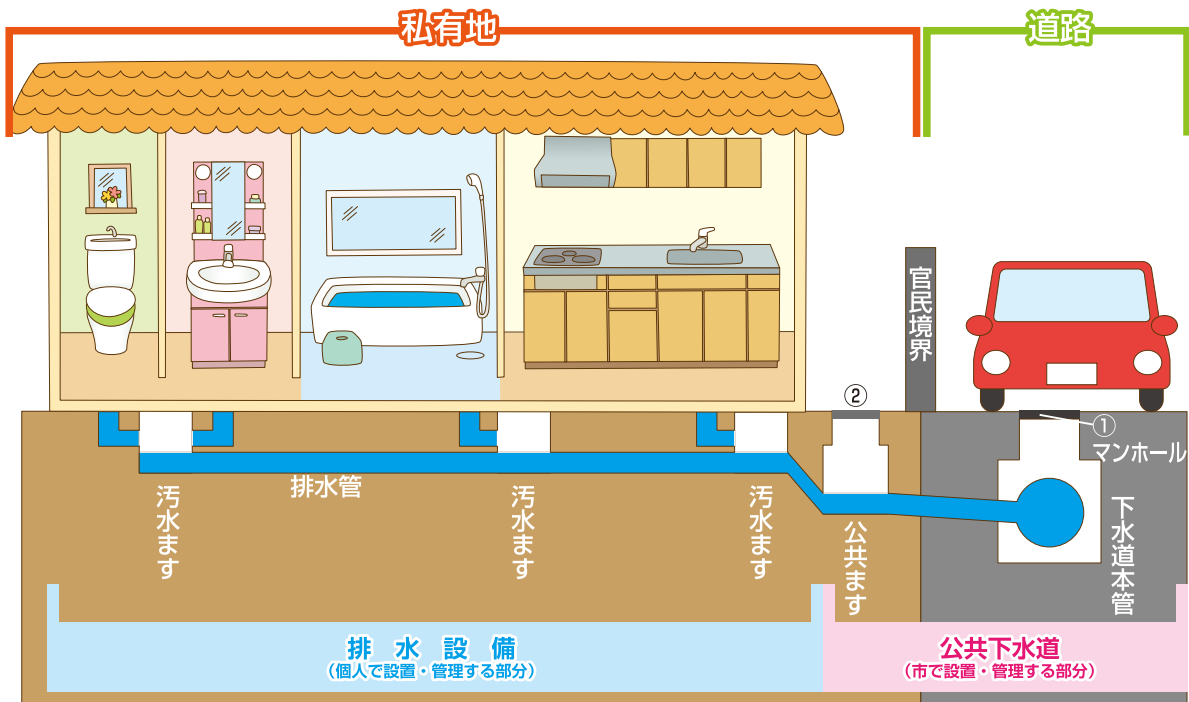 私有地
道路
官民境界
②
①
マンホール
排水管
汚水ます
汚水ます
汚水ます
公共ます
下水道本管
排水設備
(個人で設置・管理する部分)
公共下水道
(市で設置・管理する部分)